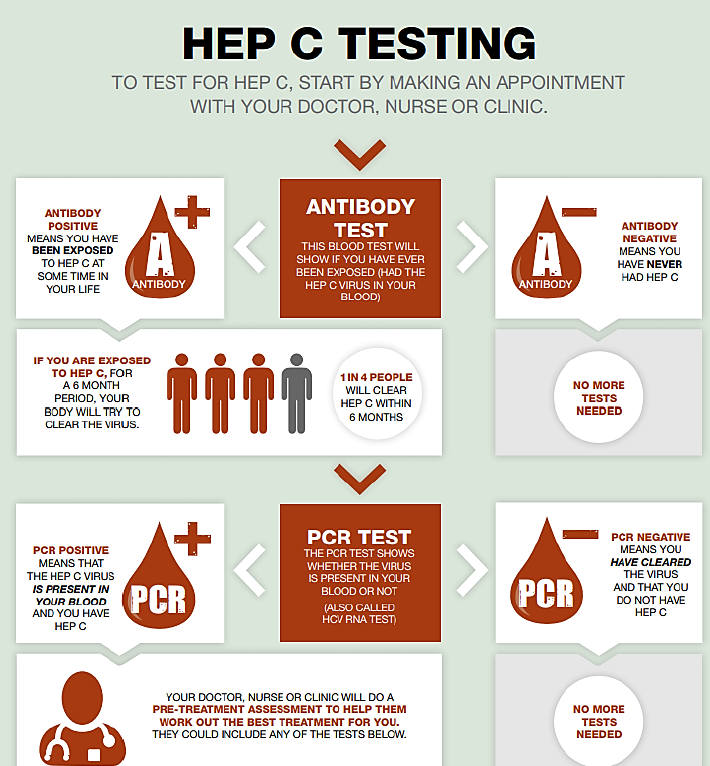 HEP C TESTING
TO TEST FOR HEP C, START BY MAKING AN APPOINTMENT
WITH YOUR DOCTOR, NURSE OR CLINIC.
ANTIBODY
POSITIVE
MEANS YOU HAVE
BEEN EXPOSED
TO HEP C AT
SOME TIME IN
YOUR LIFE
A
ANTIBODY
ANTIBODY
TEST
THIS BLOOD TEST WILL
SHOW IF YOU HAVE EVER
BEEN EXPOSED (HAD THE
HEP C VIRUS IN YOUR
BLOOD)
A
ANTIBODY
ANTIBODY
NEGATIVE
MEANS YOU
HAVE NEVER
HAD HEP C
IF YOU ARE EXPOSED
TO HEP C, FOR
A 6 MONTH
PERIOD, YOUR
BODY WILL TRY TO
CLEAR THE VIRUS.
1 IN 4 PEOPLE
WILL CLEAR
HEP C WITHIN
6 MONTHS
NO MORE
TESTS
NEEDED
PCR POSITIVE
MEANS THAT
THE HEP C VIRUS
IS PRESENT IN
YOUR BLOOD
AND YOU HAVE
HEP C
PCR
PCR TEST
THE PCR TEST SHOWS
WHETHER THE VIRUS
IS PRESENT IN YOUR
BLOOD OR NOT
(ALSO CALLED
HCV RNA TEST)
PCR
PCR NEGATIVE
MEANS YOU
HAVE CLEARED
THE VIRUS
AND THAT YOU
DO NOT HAVE
HEP C
YOUR DOCTOR, NURSE OR CLINIC WILL DO A
PRE-TREATMENT ASSESSMENT TO HELP THEM
WORK OUT THE BEST TREATMENT FOR YOU.
THEY COULD INCLUDE ANY OF THE TESTS BELOW.
NO MORE
TESTS
NEEDED